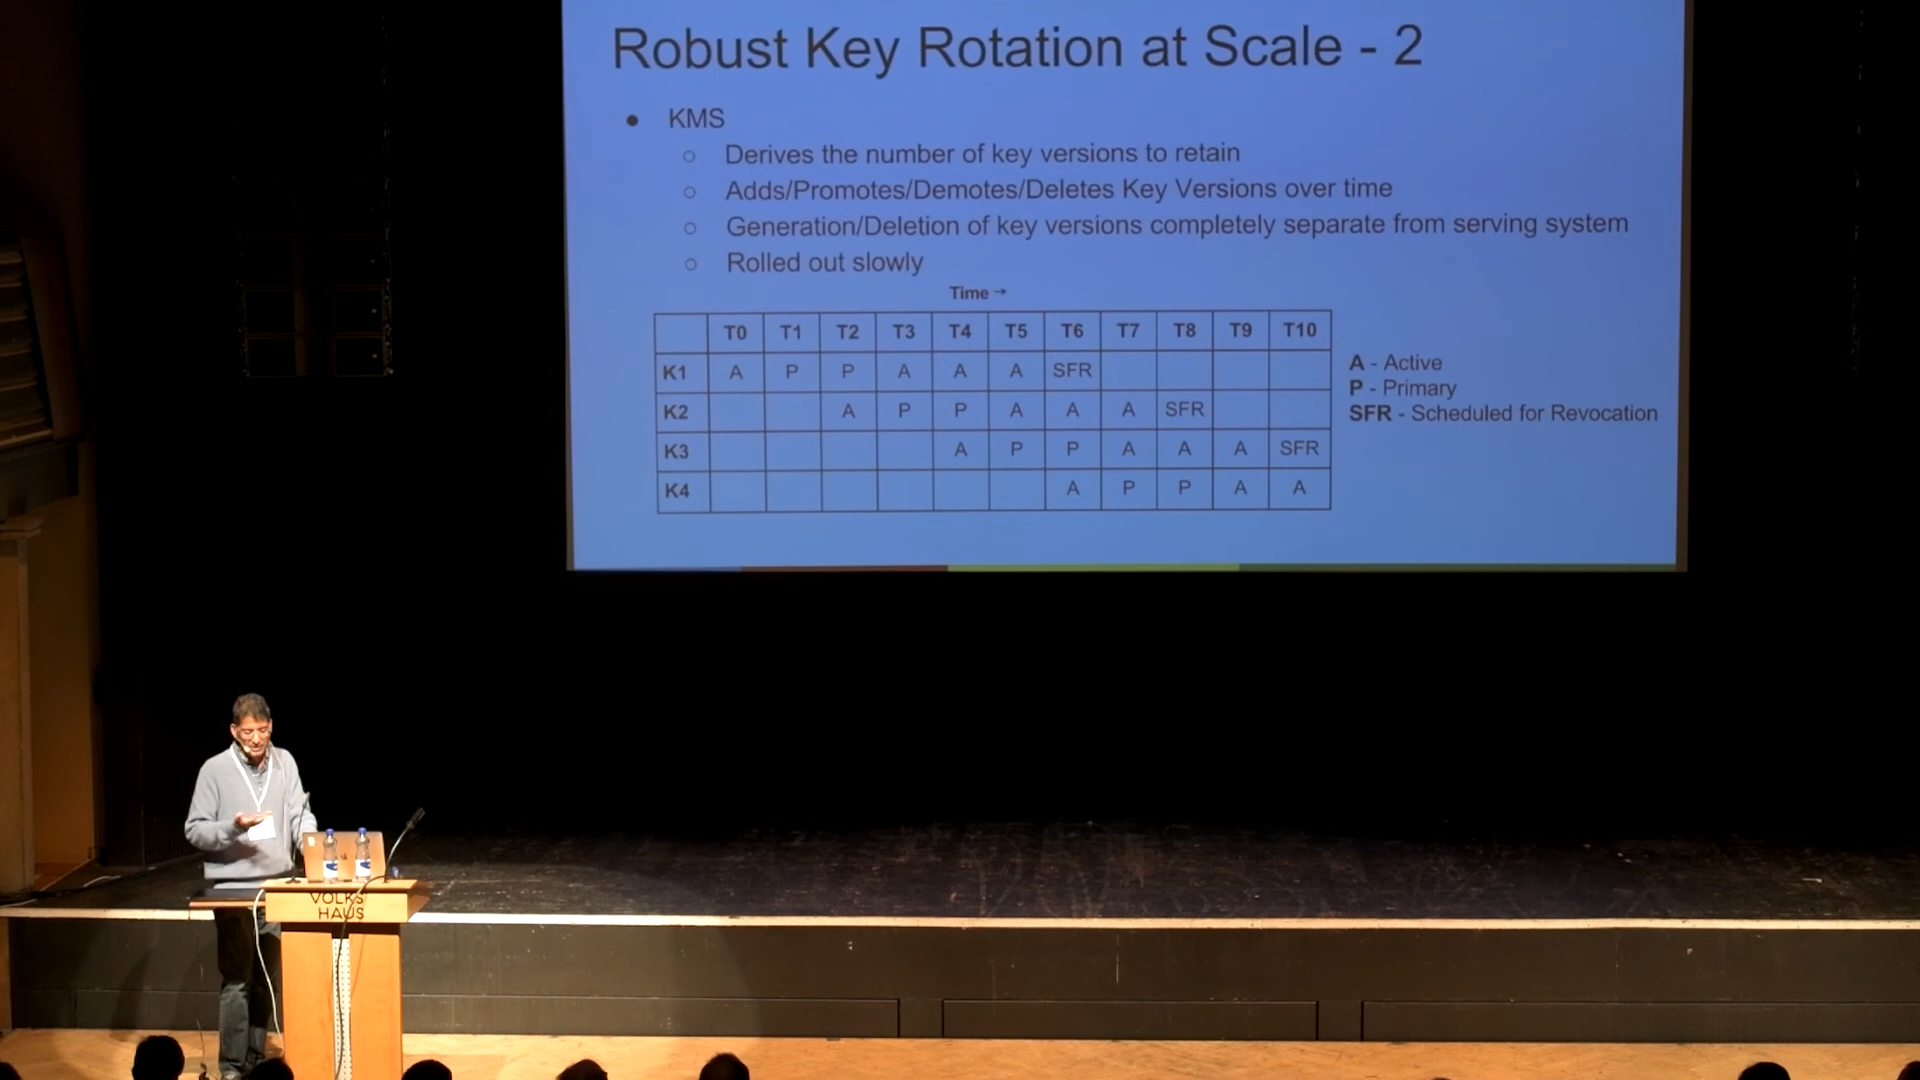 Robust Key Rotation at Scale - 2
● KMS
○ Derives the number of key versions to retain
○ Adds/Promotes/Demotes/Deletes Key Versions over time
○ Generation/Deletion of key versions completely separate from serving system
○ Rolled out slowly
Time →
T0 T1 T2 T3 T4 T5 T6 T7 T8 T9 T10
K1 A P P A A A SFR
K2 A P P A A A SFR
K3 A P P A A A SFR
K4 A P P A A
A - Active
P - Primary
SFR - Scheduled for Revocation
VOLKS
HAUS